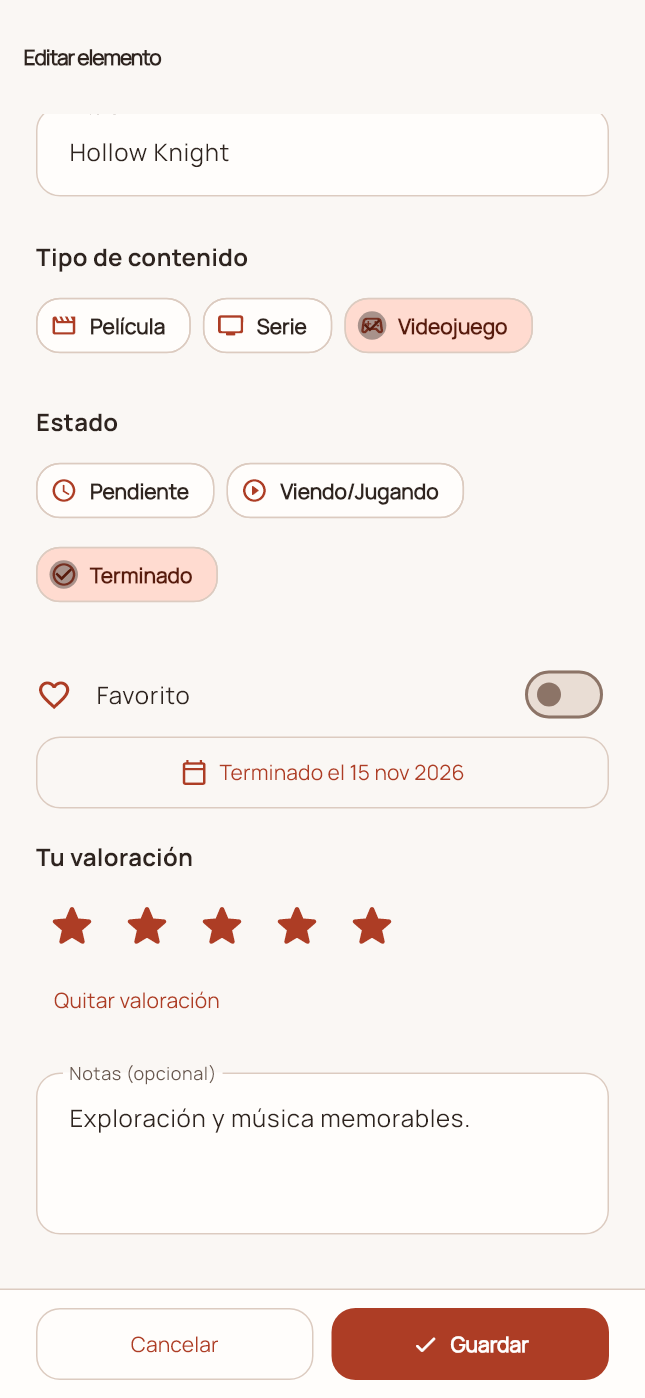 Editar elemento
Hollow Knight
Tipo de contenido
Película
Serie
Videojuego
Estado
Pendiente
Viendo/Jugando
Terminado
Favorito
Terminado el 15 nov 2026
Tu valoración
Quitar valoración
Notas (opcional)
Exploración y música memorables.
Cancelar
Guardar